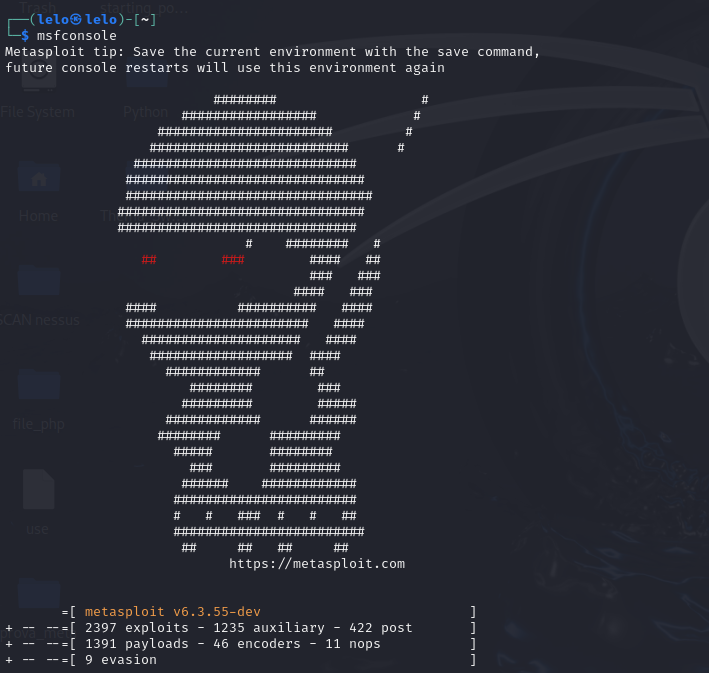 Trash
starting_po...
┌──(lelo㉿lelo)-[~]
└─$ msfconsole
Metasploit tip: Save the current environment with the save command,
future console restarts will use this environment again
File System
Python
Home
SCAN nessus
file_php
use
https://metasploit.com
=[ metasploit v6.3.55-dev ]
+ -- --=[ 2397 exploits - 1235 auxiliary - 422 post ]
+ -- --=[ 1391 payloads - 46 encoders - 11 nops ]
+ -- --=[ 9 evasion ]